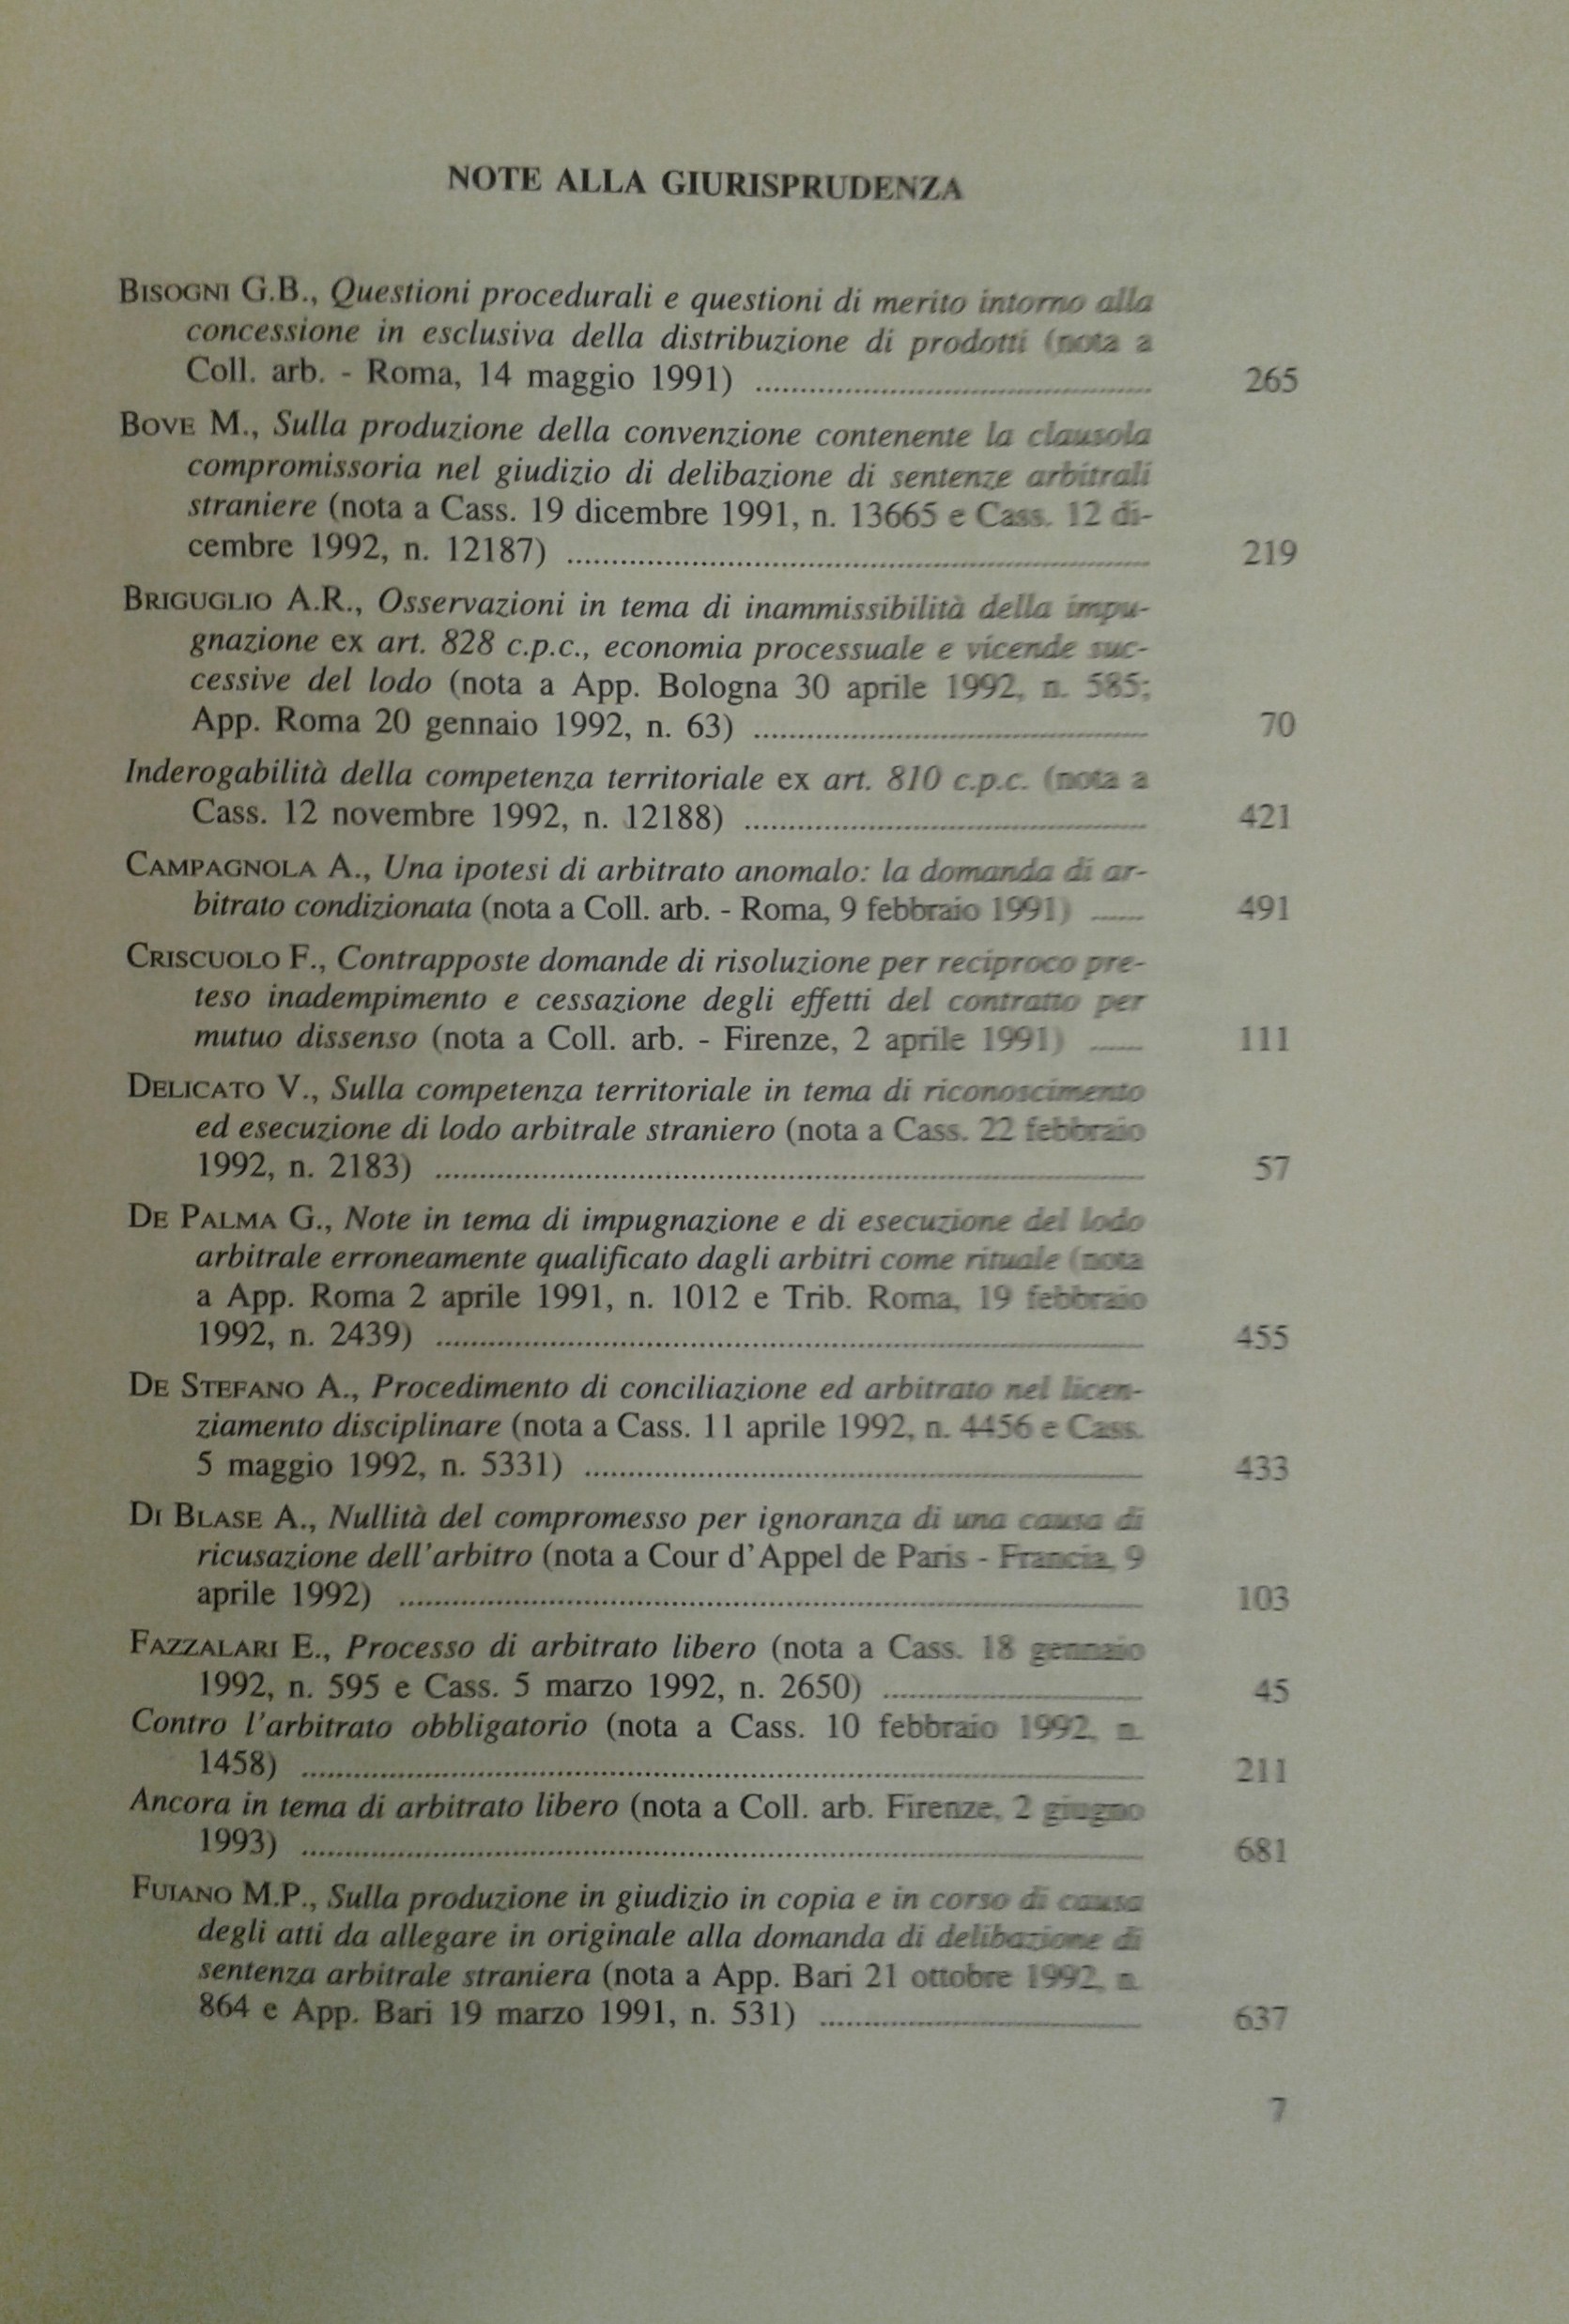 NOTE ALLA GIURISPRUDENZA
BISOGNI G.B., Questioni procedurali e questioni di merito intorno alla
concessione in esclusiva della distribuzione di prodotti (nota a
Coll. arb. - Roma, 14 maggio 1991) ........ 265
BOVE M., Sulla produzione della convenzione contenente la clausola
compromissoria nel giudizio di delibazione di sentenze arbitrali
straniere (nota a Cass. 19 dicembre 1991, n. 13665 e Cass. 12 di-
cembre 1992, n. 12187) ........ 219
BRIGUGLIO A.R., Osservazioni in tema di inammissibilità della impu-
gnazione ex art. 828 c.p.c., economia processuale e vicende suc-
cessive del lodo (nota a App. Bologna 30 aprile 1992, n. 585;
App. Roma 20 gennaio 1992, n. 63) ........ 70
Inderogabilità della competenza territoriale ex art. 810 c.p.c. (nota a
Cass. 12 novembre 1992, n. 12188) ........ 421
CAMPAGNOLA A., Una ipotesi di arbitrato anomalo: la domanda di ar-
bitrato condizionata (nota a Coll. arb. - Roma, 9 febbraio 1991) ...... 491
CRISCUOLO F., Contrapposte domande di risoluzione per reciproco pre-
teso inadempimento e cessazione degli effetti del contratto per
mutuo dissenso (nota a Coll. arb. - Firenze, 2 aprile 1991) ...... 111
DELICATO V., Sulla competenza territoriale in tema di riconoscimento
ed esecuzione di lodo arbitrale straniero (nota a Cass. 22 febbraio
1992, n. 2183) ........ 57
DE PALMA G., Note in tema di impugnazione e di esecuzione del lodo
arbitrale erroneamente qualificato dagli arbitri come rituale (nota
a App. Roma 2 aprile 1991, n. 1012 e Trib. Roma, 19 febbraio
1992, n. 2439) ........ 455
DE STEFANO A., Procedimento di conciliazione ed arbitrato nel licen-
ziamento disciplinare (nota a Cass. 11 aprile 1992, n. 4456 e Cass.
5 maggio 1992, n. 5331) ........ 433
DI BLASE A., Nullità del compromesso per ignoranza di una causa di
ricusazione dell'arbitro (nota a Cour d'Appel de Paris - Francia, 9
aprile 1992) ........ 103
FAZZALARI E., Processo di arbitrato libero (nota a Cass. 18 gennaio
1992, n. 595 e Cass. 5 marzo 1992, n. 2650) ........ 45
Contro l'arbitrato obbligatorio (nota a Cass. 10 febbraio 1992, n.
1458) ........ 211
Ancora in tema di arbitrato libero (nota a Coll. arb. Firenze, 2 giugno
1993) ........ 681
FUIANO M.P., Sulla produzione in giudizio in copia e in corso di causa
degli atti da allegare in originale alla domanda di delibazione di
sentenza arbitrale straniera (nota a App. Bari 21 ottobre 1992, n.
864 e App. Bari 19 marzo 1991, n. 531) ........ 637
7